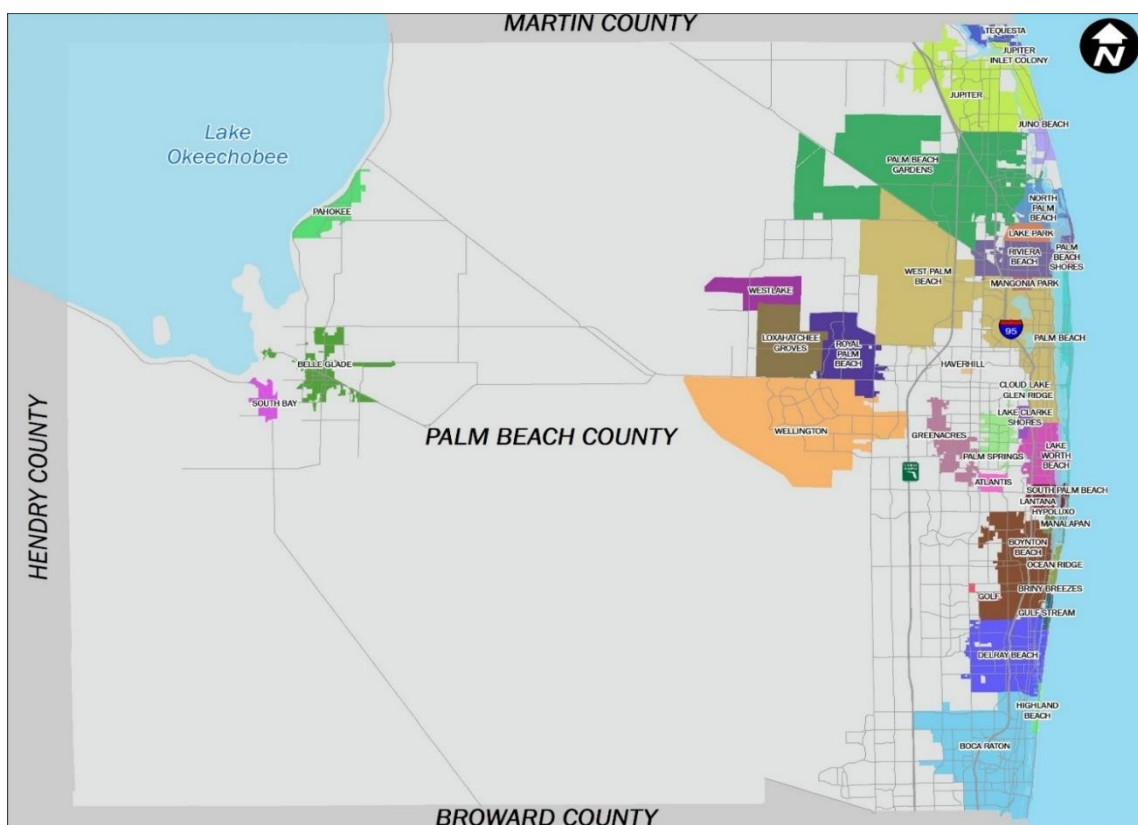 MARTIN COUNTY
N
TEQUESTA
JUPITER
INLET COLONY
JUPITER
JUNO BEACH
Lake
Okeechobee
PALM BEACH
GARDENS
PAHOKEE
NORTH
PALM
BEACH
LAKE PARK
RIVIERA
BEACH
PALM
BEACH
SHORES
WEST PALM
BEACH
MANGONIA PARK
WESTLAKE
95
LOXAHATCHEE
GROVES
ROYAL
PALM
BEACH
PALM BEACH
BELLE GLADE
HAVERHILL
CLOUD LAKE
GLEN RIDGE
SOUTH BAY
LAKE CLARKE
SHORES
PALM BEACH COUNTY
WELLINGTON
GREENACRES
PALM SPRINGS
LAKE
WORTH
BEACH
ATLANTIS
SOUTH PALM BEACH
LANTANA
HYPOLUXO
MANALAPAN
HENDRY COUNTY
BOYNTON
BEACH
OCEAN RIDGE
BRINY BREEZES
GOLF
GULF STREAM
DELRAY BEACH
HIGHLAND
BEACH
BOCA RATON
BROWARD COUNTY